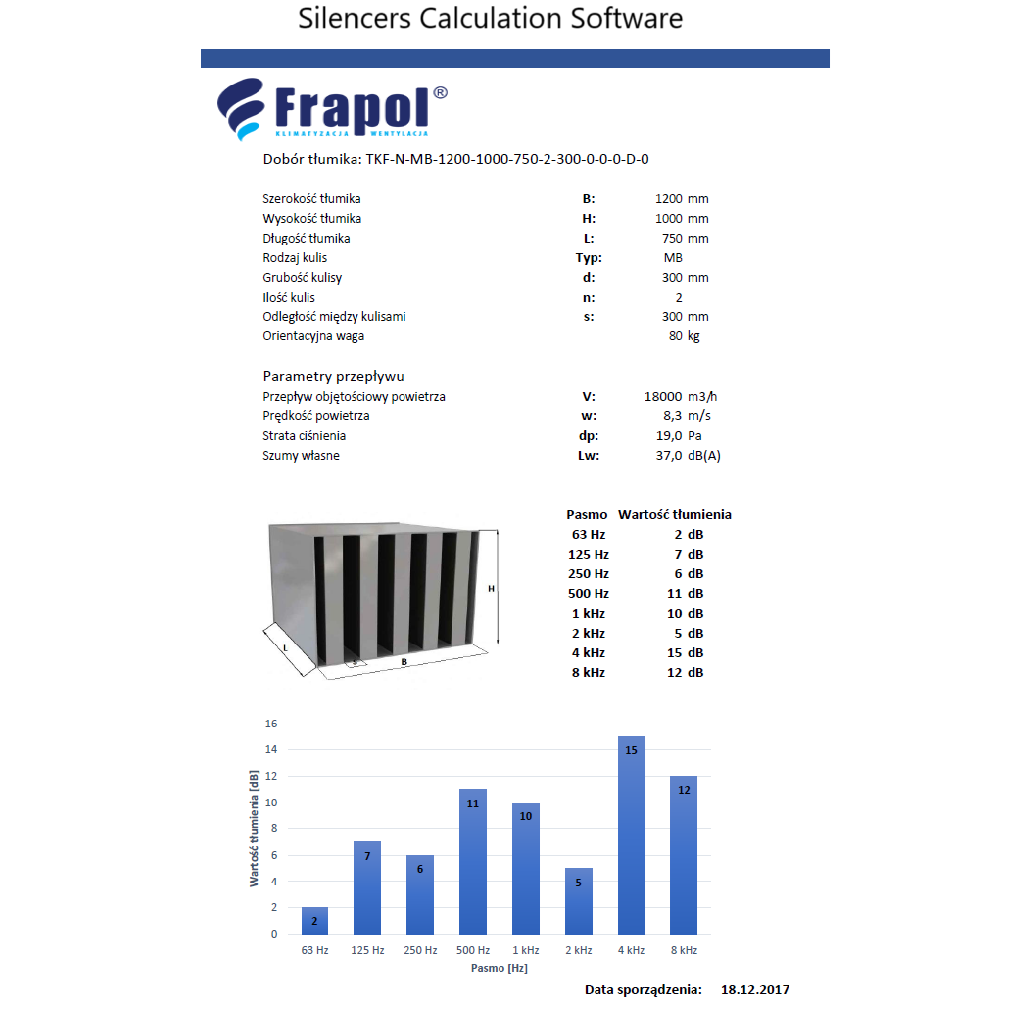 Silencers Calculation Software
Frapol®
KLIMATYZACJA WENTYLACJA
Dobór tłumika: TKF-N-MB-1200-1000-750-2-300-0-0-0-D-0
Szerokość tłumika B: 1200 mm
Wysokość tłumika H: 1000 mm
Długość tłumika L: 750 mm
Rodzaj kulis Typ: MB
Grubość kulisy d: 300 mm
Ilość kulis n: 2
Odległość między kulisami s: 300 mm
Orientacyjna waga 80 kg
Parametry przepływu
Przepływ objętościowy powietrza V: 18000 m3/h
Prędkość powietrza w: 8,3 m/s
Strata ciśnienia dp: 19,0 Pa
Szumy własne Lw: 37,0 dB(A)
Pasmo Wartość tłumienia
63 Hz 2 dB
125 Hz 7 dB
250 Hz 6 dB
500 Hz 11 dB
1 kHz 10 dB
2 kHz 5 dB
4 kHz 15 dB
8 kHz 12 dB
H
L
S
B
Wartość tłumienia [dB]
16
14
12
10
8
6
4
2
0
2
7
6
11
10
5
15
12
63 Hz 125 Hz 250 Hz 500 Hz 1 kHz 2 kHz 4 kHz 8 kHz
Pasmo [Hz]
Data sporządzenia: 18.12.2017